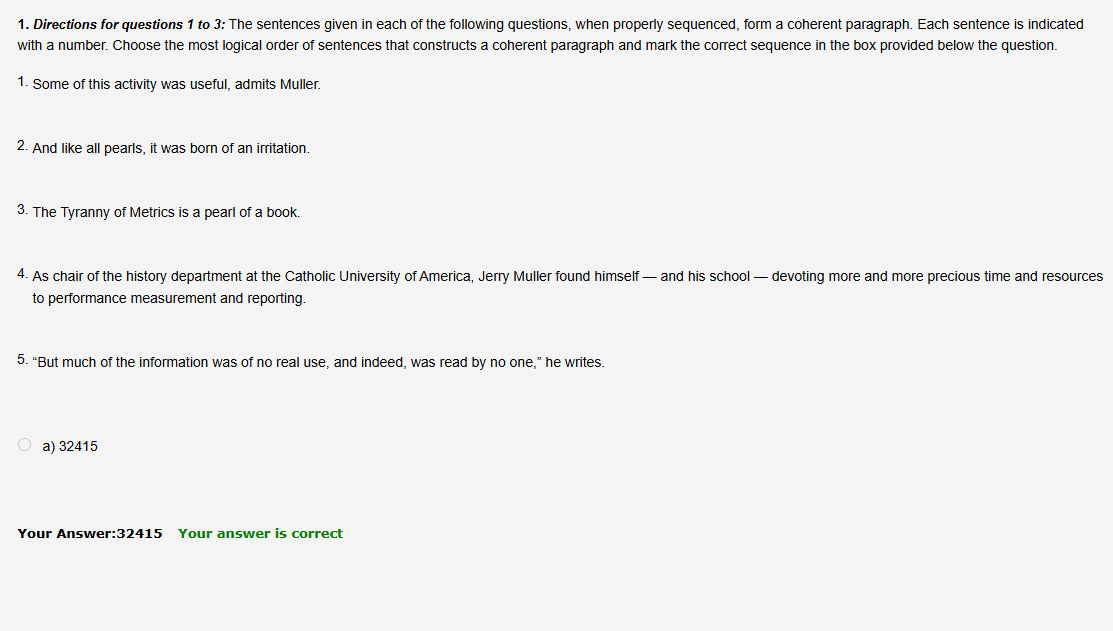 1. Directions for questions 1 to 3: The sentences given in each of the following questions, when properly sequenced, form a coherent paragraph. Each sentence is indicated
with a number. Choose the most logical order of sentences that constructs a coherent paragraph and mark the correct sequence in the box provided below the question.
1. Some of this activity was useful, admits Muller.
2. And like all pearls, it was born of an irritation.
3. The Tyranny of Metrics is a pearl of a book.
4. As chair of the history department at the Catholic University of America, Jerry Muller found himself — and his school — devoting more and more precious time and resources
to performance measurement and reporting.
5. “But much of the information was of no real use, and indeed, was read by no one,” he writes.
a) 32415
Your Answer:32415 Your answer is correct